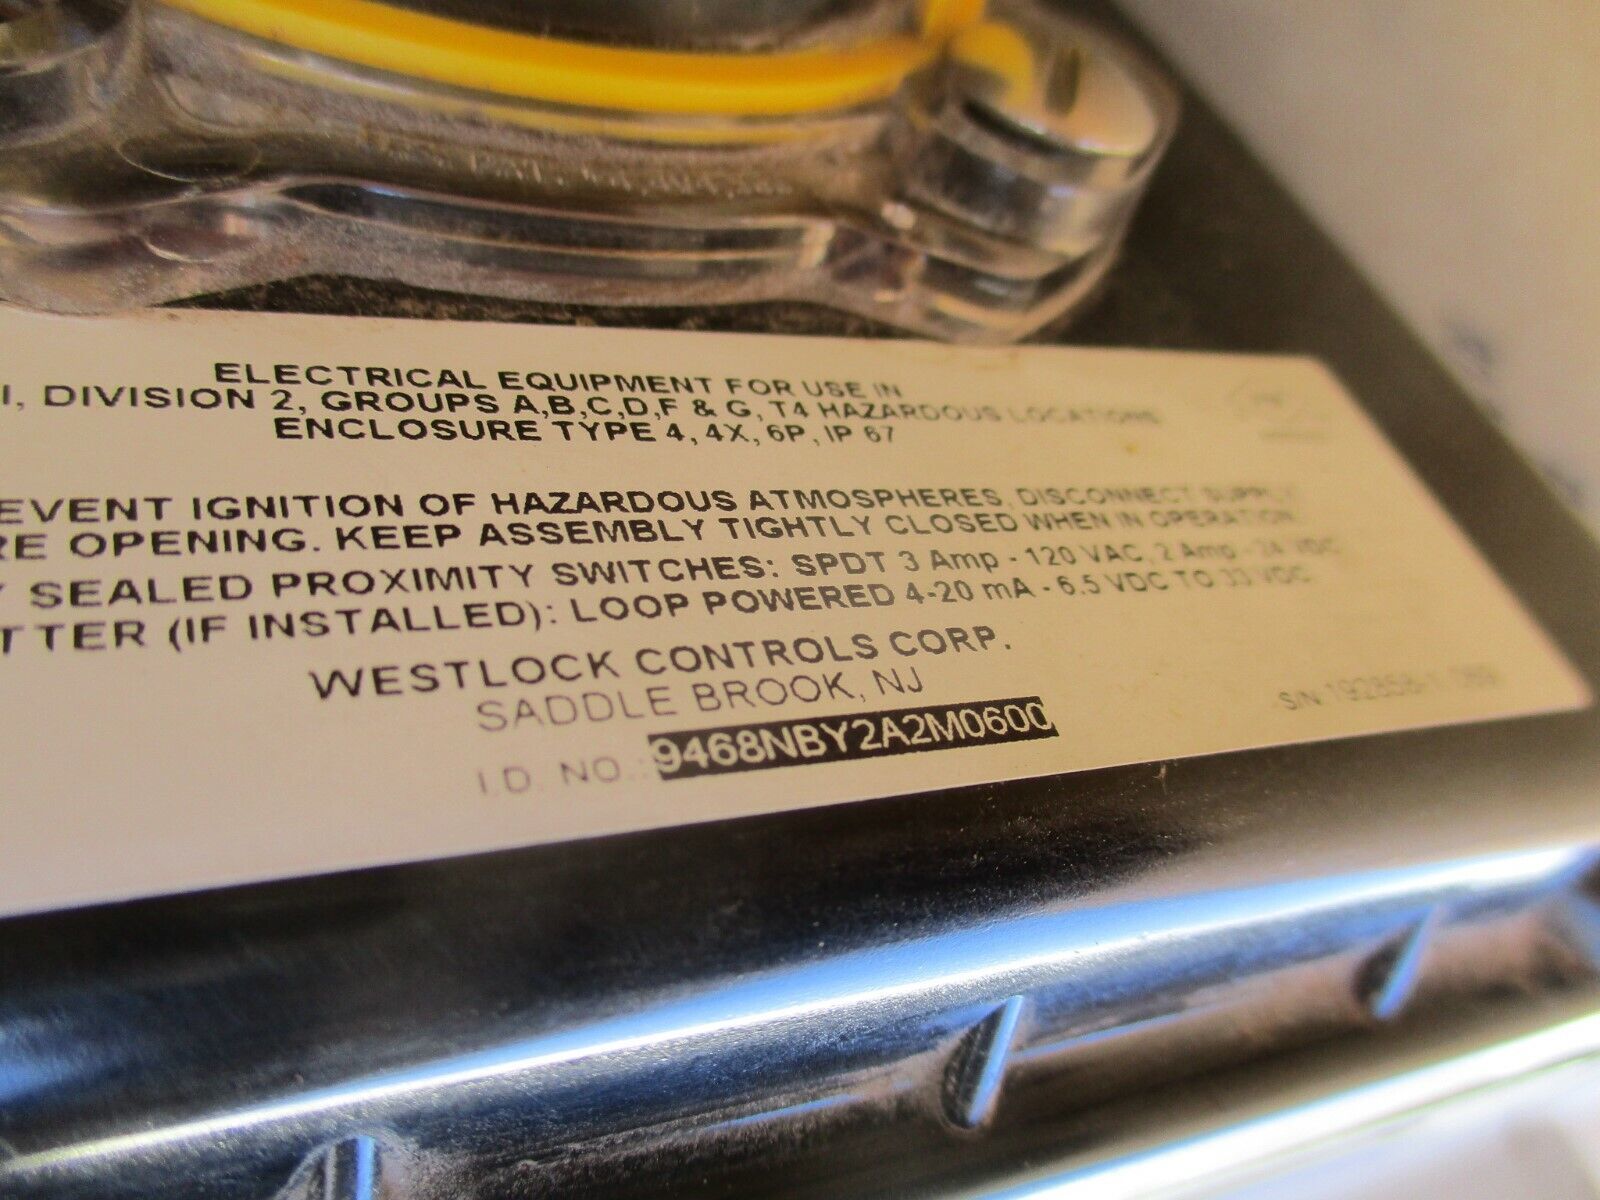 ELECTRICAL EQUIPMENT FOR USE IN
I, DIVISION 2, GROUPS A,B,C,D,F & G, T4 HAZARDOUS LOCATIONS
ENCLOSURE TYPE 4, 4X, 6P, IP 67
EVENT IGNITION OF HAZARDOUS ATMOSPHERES, DISCONNECT SUPPLY
RE OPENING. KEEP ASSEMBLY TIGHTLY CLOSED WHEN IN OPERATION.
Y SEALED PROXIMITY SWITCHES: SPDT 3 Amp - 120 VAC, 2 Amp - 24 VDC
TTER (IF INSTALLED): LOOP POWERED 4-20 mA - 6.5 VDC TO 33 VDC
WESTLOCK CONTROLS CORP.
SADDLE BROOK, NJ
I.D. NO.: 9468NBY2A2M0600
S/N